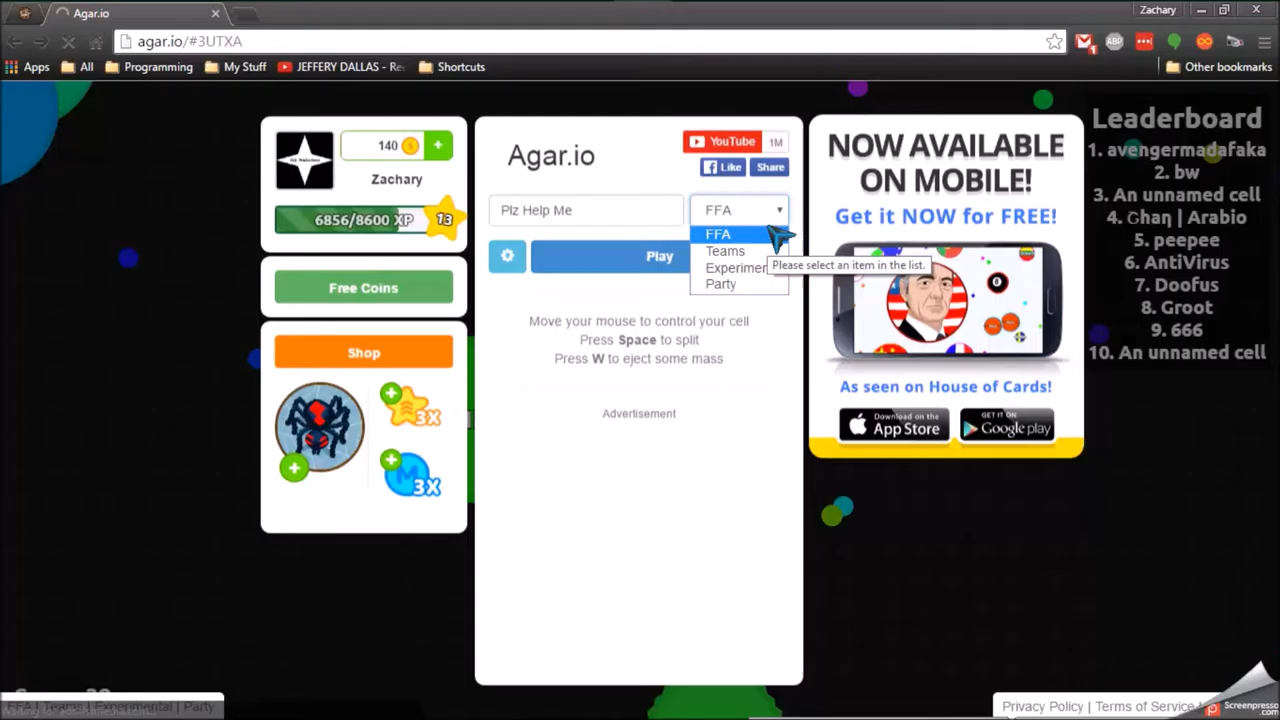 Agar.io
Zachary
agar.io/#3UTXA
1
ABP
Apps
All
Programming
My Stuff
JEFFERY DALLAS - Re
Shortcuts
Other bookmarks
140
Zachary
6856/8600 XP
13
Free Coins
Shop
3X
M
3X
Agar.io
YouTube
1M
Like
Share
Plz Help Me
FFA
FFA
Teams
Experimen
Party
Please select an item in the list.
Play
Move your mouse to control your cell
Press Space to split
Press W to eject some mass
Advertisement
NOW AVAILABLE
ON MOBILE!
Get it NOW for FREE!
8
As seen on House of Cards!
Download on the
App Store
GET IT ON
Google play
Leaderboard
1. avengermadafaka
2. bw
3. An unnamed cell
4. Ghaη | Arabio
5. peepee
6. AntiVirus
7. Doofus
8. Groot
9. 666
10. An unnamed cell
FFA | Teams | Experimental | Party
Privacy Policy | Terms of Service
Screenpresso
.com